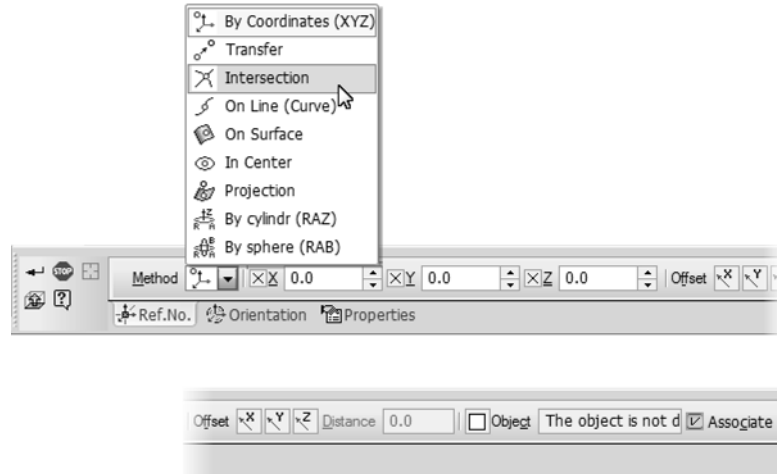 By Coordinates (XYZ)
Transfer
Intersection
On Line (Curve)
On Surface
In Center
Projection
By cylindr (RAZ)
By sphere (RAB)
Method X 0.0 Y 0.0 Z 0.0 Offset X Y
Ref.No. Orientation Properties
Offset X Y Z Distance 0.0 Object The object is not d Associate